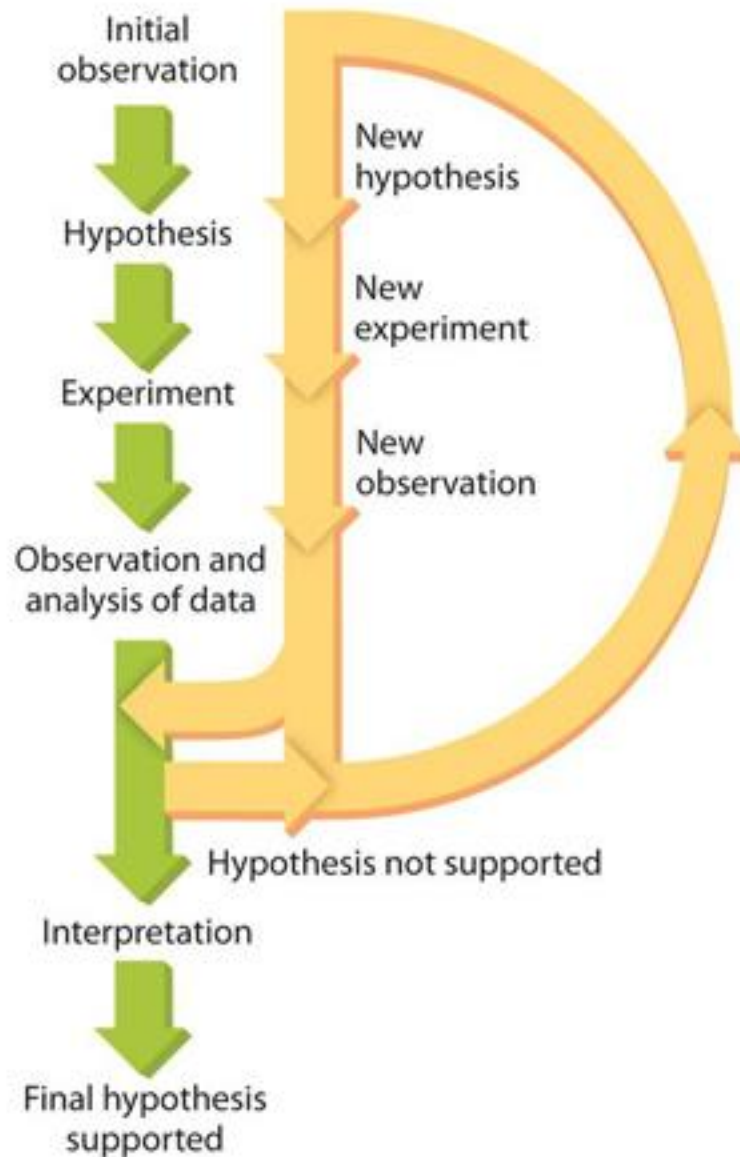 Initial
observation
New
hypothesis
Hypothesis
New
experiment
Experiment
New
observation
Observation and
analysis of data
Hypothesis not supported
Interpretation
Final hypothesis
supported